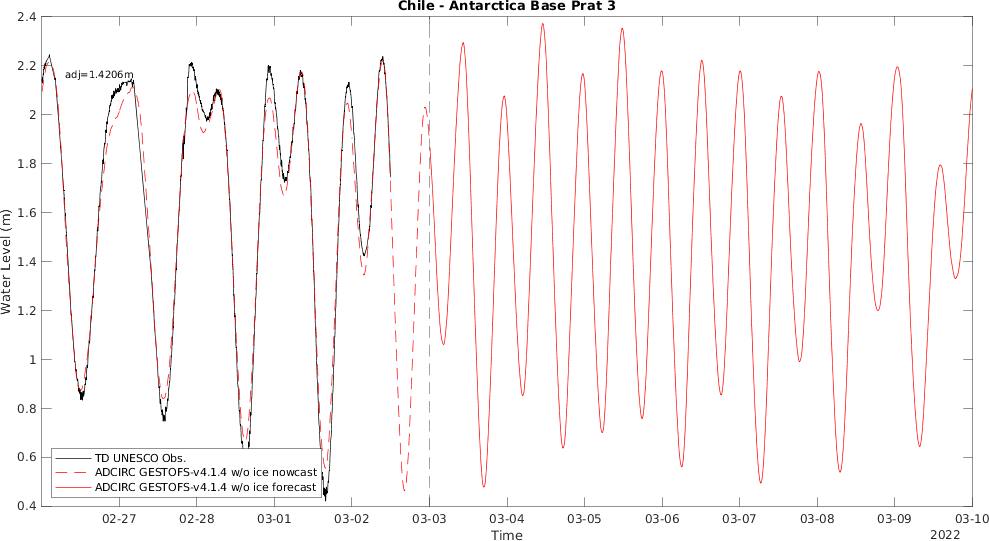 Chile - Antarctica Base Prat 3
adj=1.4206m
2.4
2.2
2
1.8
1.6
1.4
1.2
1
0.8
0.6
0.4
Water Level (m)
TD UNESCO Obs.
ADCIRC GESTOFS-v4.1.4 w/o ice nowcast
ADCIRC GESTOFS-v4.1.4 w/o ice forecast
02-27 02-28 03-01 03-02 03-03 03-04 03-05 03-06 03-07 03-08 03-09 03-10
Time
2022